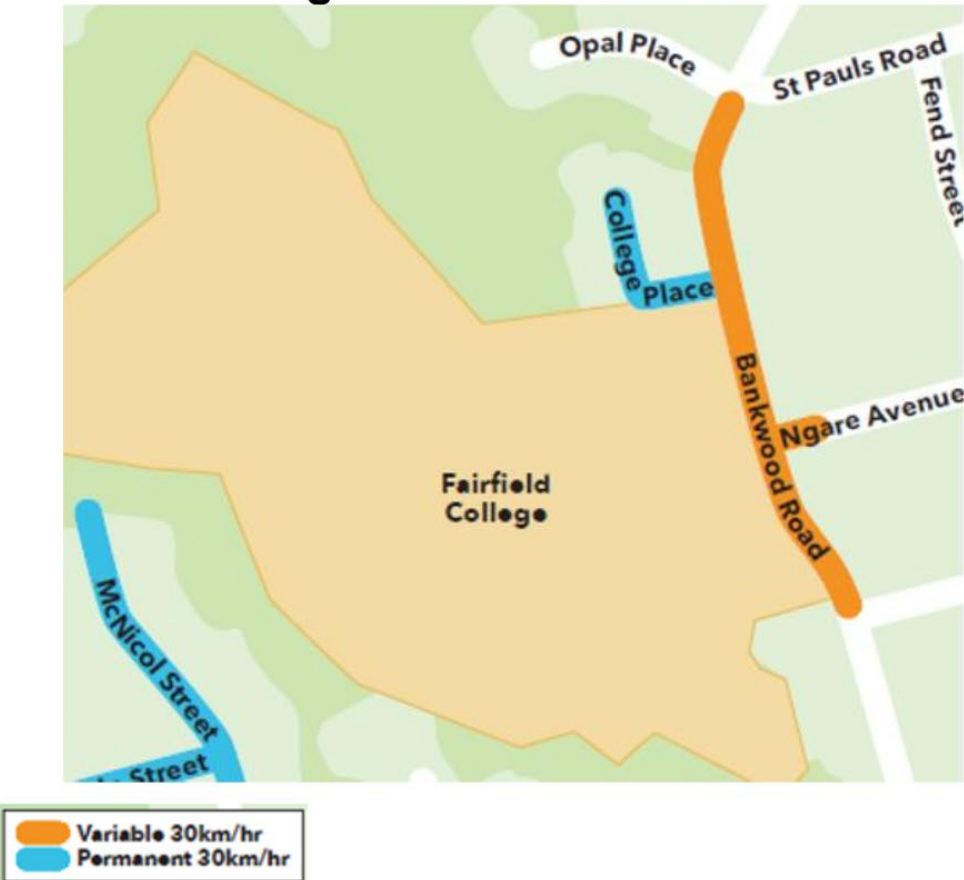 Opal Place
St Pauls Road
Fend Street
College
Place
Bankwood Road
Ngare Avenue
Fairfield
College
McNicol Street
Street
Variable 30km/hr
Permanent 30km/hr